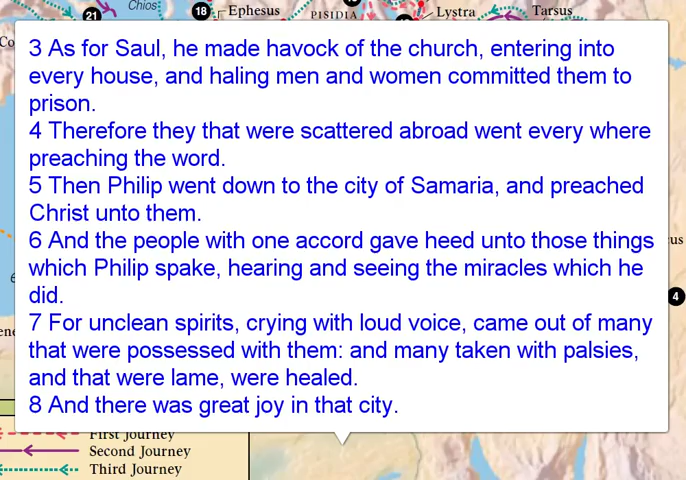 Chios
21
18
Ephesus
PISIDIA
Lystra
Tarsus
3 As for Saul, he made havock of the church, entering into
every house, and haling men and women committed them to
prison.
4 Therefore they that were scattered abroad went every where
preaching the word.
5 Then Philip went down to the city of Samaria, and preached
Christ unto them.
6 And the people with one accord gave heed unto those things
which Philip spake, hearing and seeing the miracles which he
did.
7 For unclean spirits, crying with loud voice, came out of many
that were possessed with them: and many taken with palsies,
and that were lame, were healed.
8 And there was great joy in that city.
4
First Journey
Second Journey
Third Journey